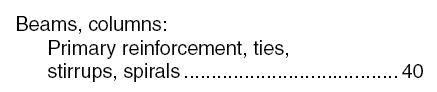 Beams, columns:
Primary reinforcement, ties,
stirrups, spirals ....................................... 40